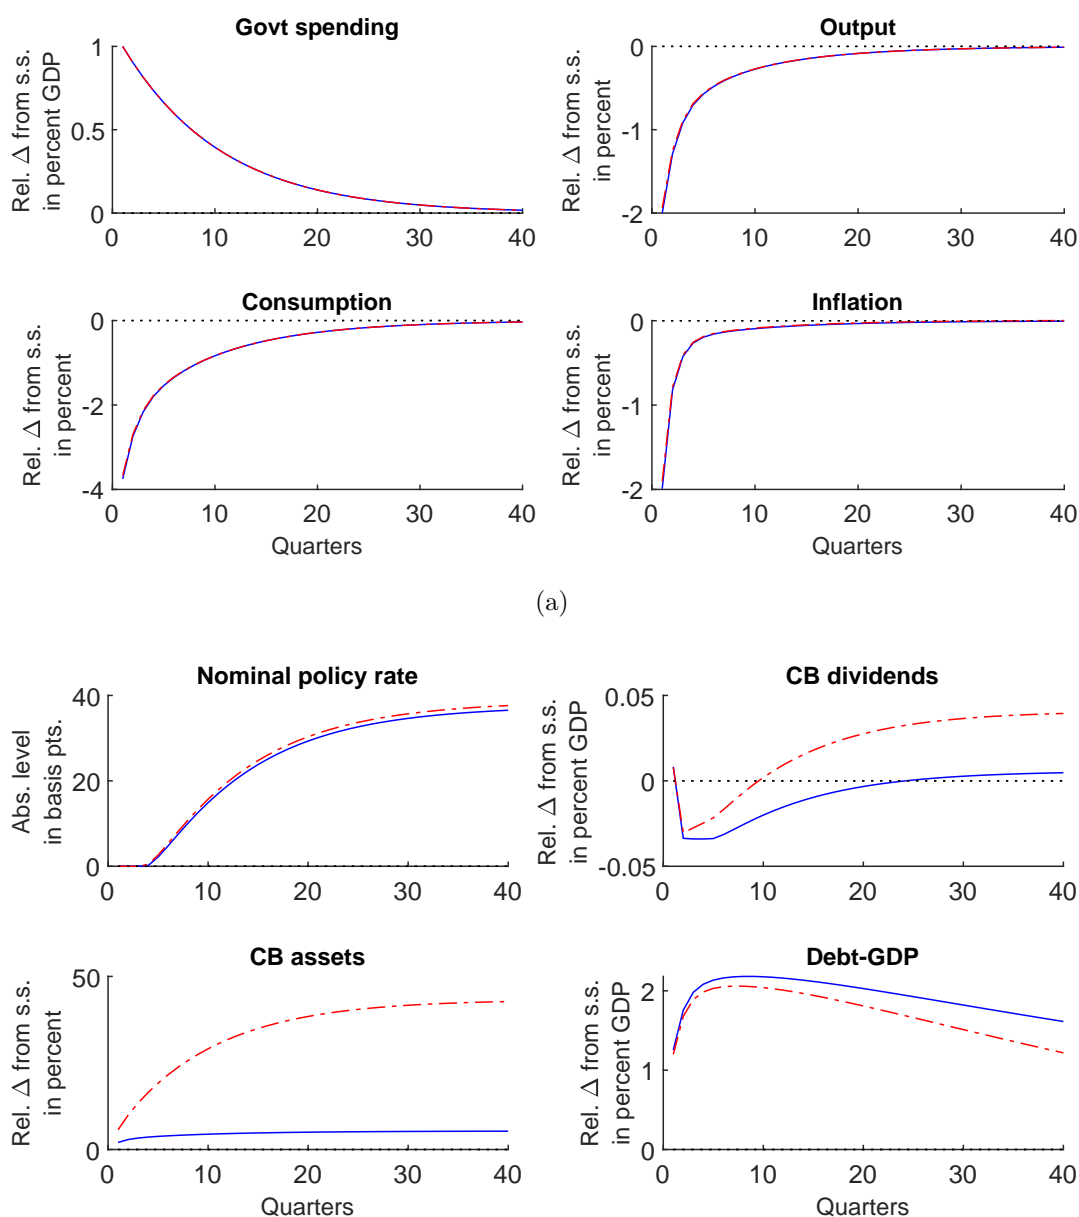 Govt spending
Rel. Δ from s.s.
in percent GDP
1
0.5
0
0 10 20 30 40
Output
Rel. Δ from s.s.
in percent
0
-1
-2
0 10 20 30 40
Consumption
Rel. Δ from s.s.
in percent
0
-2
-4
0 10 20 30 40
Quarters
Inflation
Rel. Δ from s.s.
in percent
0
-1
-2
0 10 20 30 40
Quarters
(a)
Nominal policy rate
Abs. level
in basis pts.
40
20
0
0 10 20 30 40
CB dividends
Rel. Δ from s.s.
in percent GDP
0.05
0
-0.05
0 10 20 30 40
CB assets
Rel. Δ from s.s.
in percent
50
0
0 10 20 30 40
Quarters
Debt-GDP
Rel. Δ from s.s.
in percent GDP
2
1
0
0 10 20 30 40
Quarters